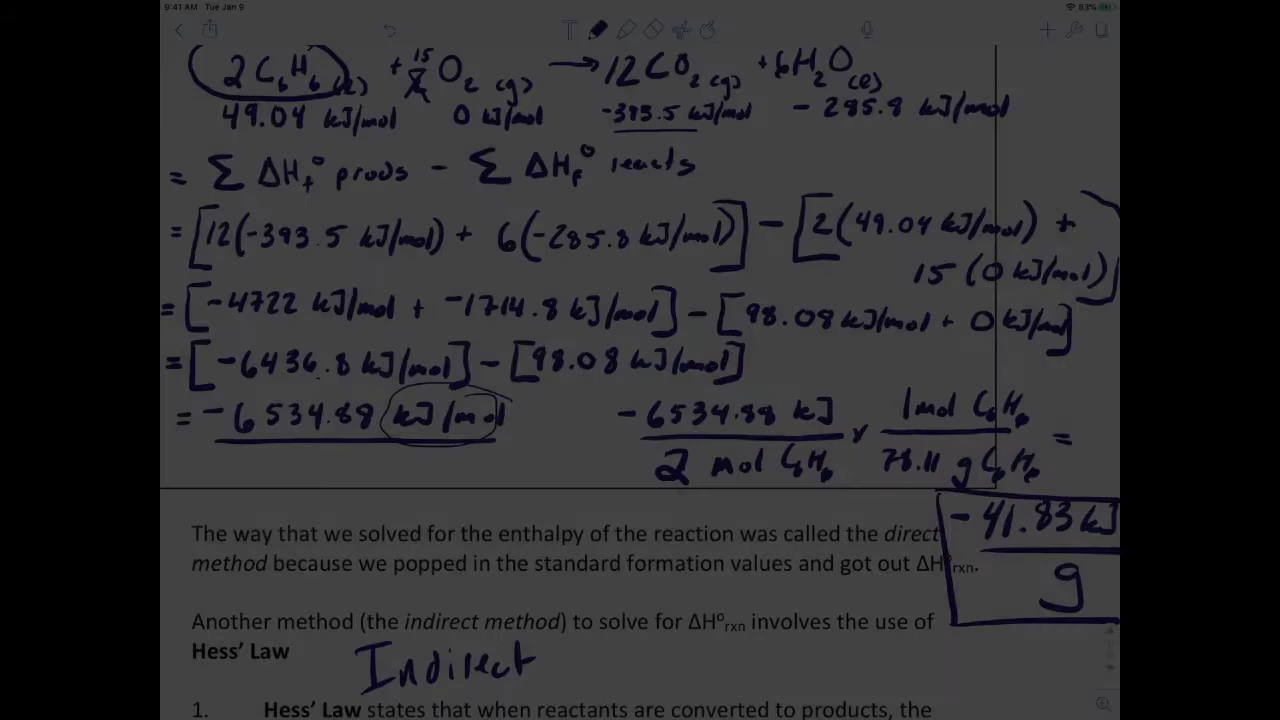 9:41 AM Tue Jan 9 83%
2C₆H₆(l) + 15 O₂(g) → 12CO₂(g) + 6H₂O(l)
49.04 kJ/mol 0 kJ/mol -393.5 kJ/mol - 285.8 kJ/mol
= Σ ΔHf° prods - Σ ΔHf° reacts
= [12(-393.5 kJ/mol) + 6(-285.8 kJ/mol)] - [2(49.04 kJ/mol) +
15 (0 kJ/mol)]
= [-4722 kJ/mol + -1714.8 kJ/mol] - [98.08 kJ/mol + 0 kJ/mol]
= [-6436.8 kJ/mol] - [98.08 kJ/mol]
= -6534.88 kJ/mol
-6534.88 kJ / 2 mol C₆H₆ x 1 mol C₆H₆ / 78.11 g C₆H₆ =
-41.83 kJ / g
The way that we solved for the enthalpy of the reaction was called the direct
method because we popped in the standard formation values and got out ΔH°rxn.
Another method (the indirect method) to solve for ΔH°rxn involves the use of
Hess' Law
Indirect
1. Hess' Law states that when reactants are converted to products, the